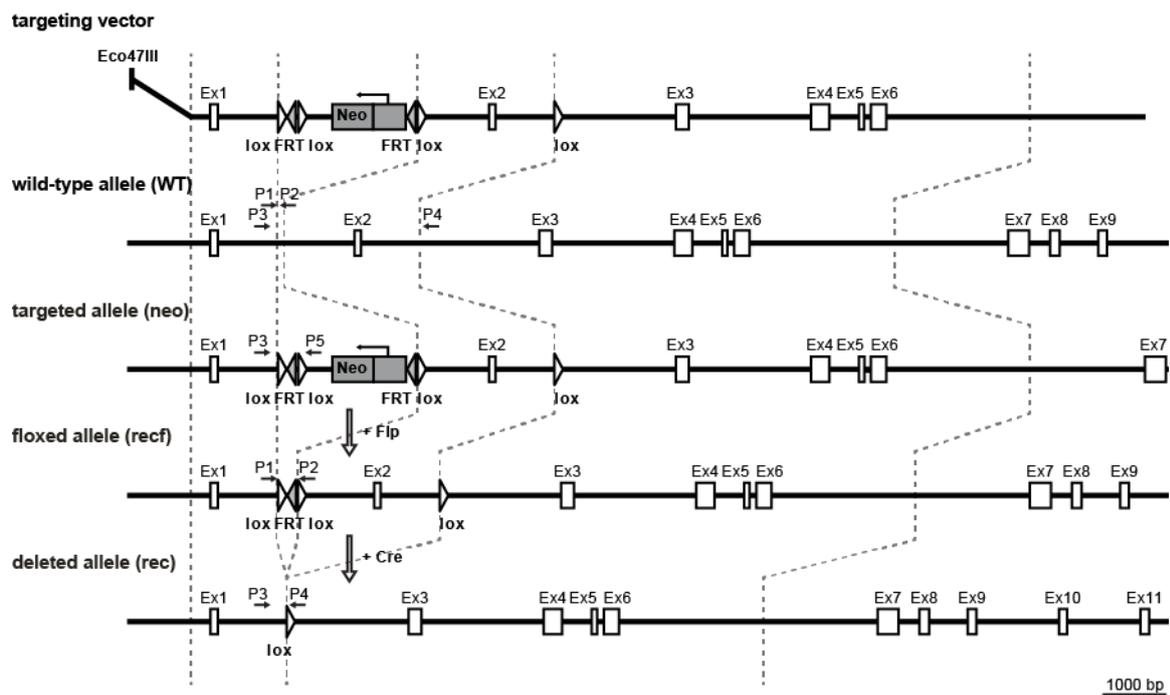 targeting vector
Eco47III
Ex1 Neo Ex2 Ex3 Ex4 Ex5 Ex6
lox FRT lox FRT lox lox
wild-type allele (WT)
P1 P2
P3 P4
Ex1 Ex2 Ex3 Ex4 Ex5 Ex6 Ex7 Ex8 Ex9
targeted allele (neo)
Ex1 P3 P5 Neo Ex2 Ex3 Ex4 Ex5 Ex6 Ex7
lox FRT lox FRT lox lox
+ Flp
floxed allele (recf)
Ex1 P1 P2 Ex2 Ex3 Ex4 Ex5 Ex6 Ex7 Ex8 Ex9
lox FRT lox lox
+ Cre
deleted allele (rec)
Ex1 P3 P4 Ex3 Ex4 Ex5 Ex6 Ex7 Ex8 Ex9 Ex10 Ex11
lox
1000 bp